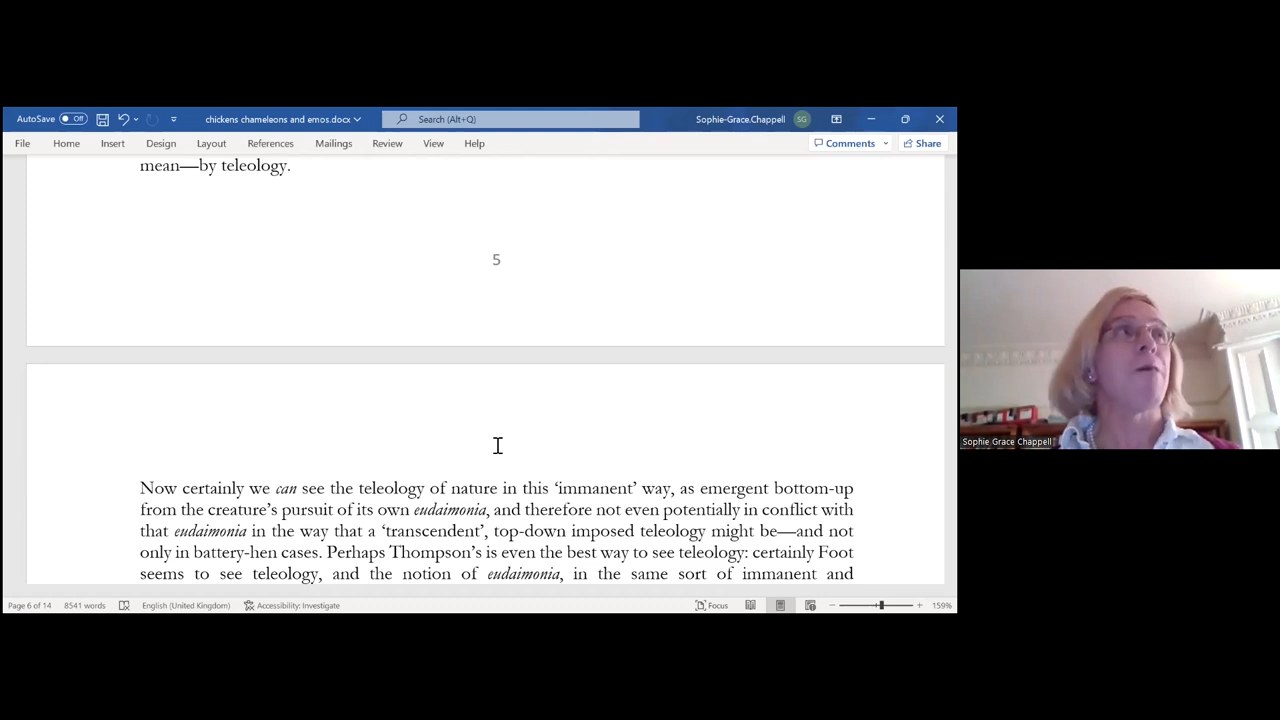 AutoSave Off chickens chameleons and emos.docx Search (Alt+Q) Sophie-Grace.Chappell SG
File Home Insert Design Layout References Mailings Review View Help Comments Share
mean—by teleology.
5
Now certainly we can see the teleology of nature in this ‘immanent’ way, as emergent bottom-up
from the creature’s pursuit of its own eudaimonia, and therefore not even potentially in conflict with
that eudaimonia in the way that a ‘transcendent’, top-down imposed teleology might be—and not
only in battery-hen cases. Perhaps Thompson’s is even the best way to see teleology: certainly Foot
seems to see teleology, and the notion of eudaimonia, in the same sort of immanent and
Page 6 of 14 8541 words English (United Kingdom) Accessibility: Investigate Focus 159%
Sophie Grace Chappell